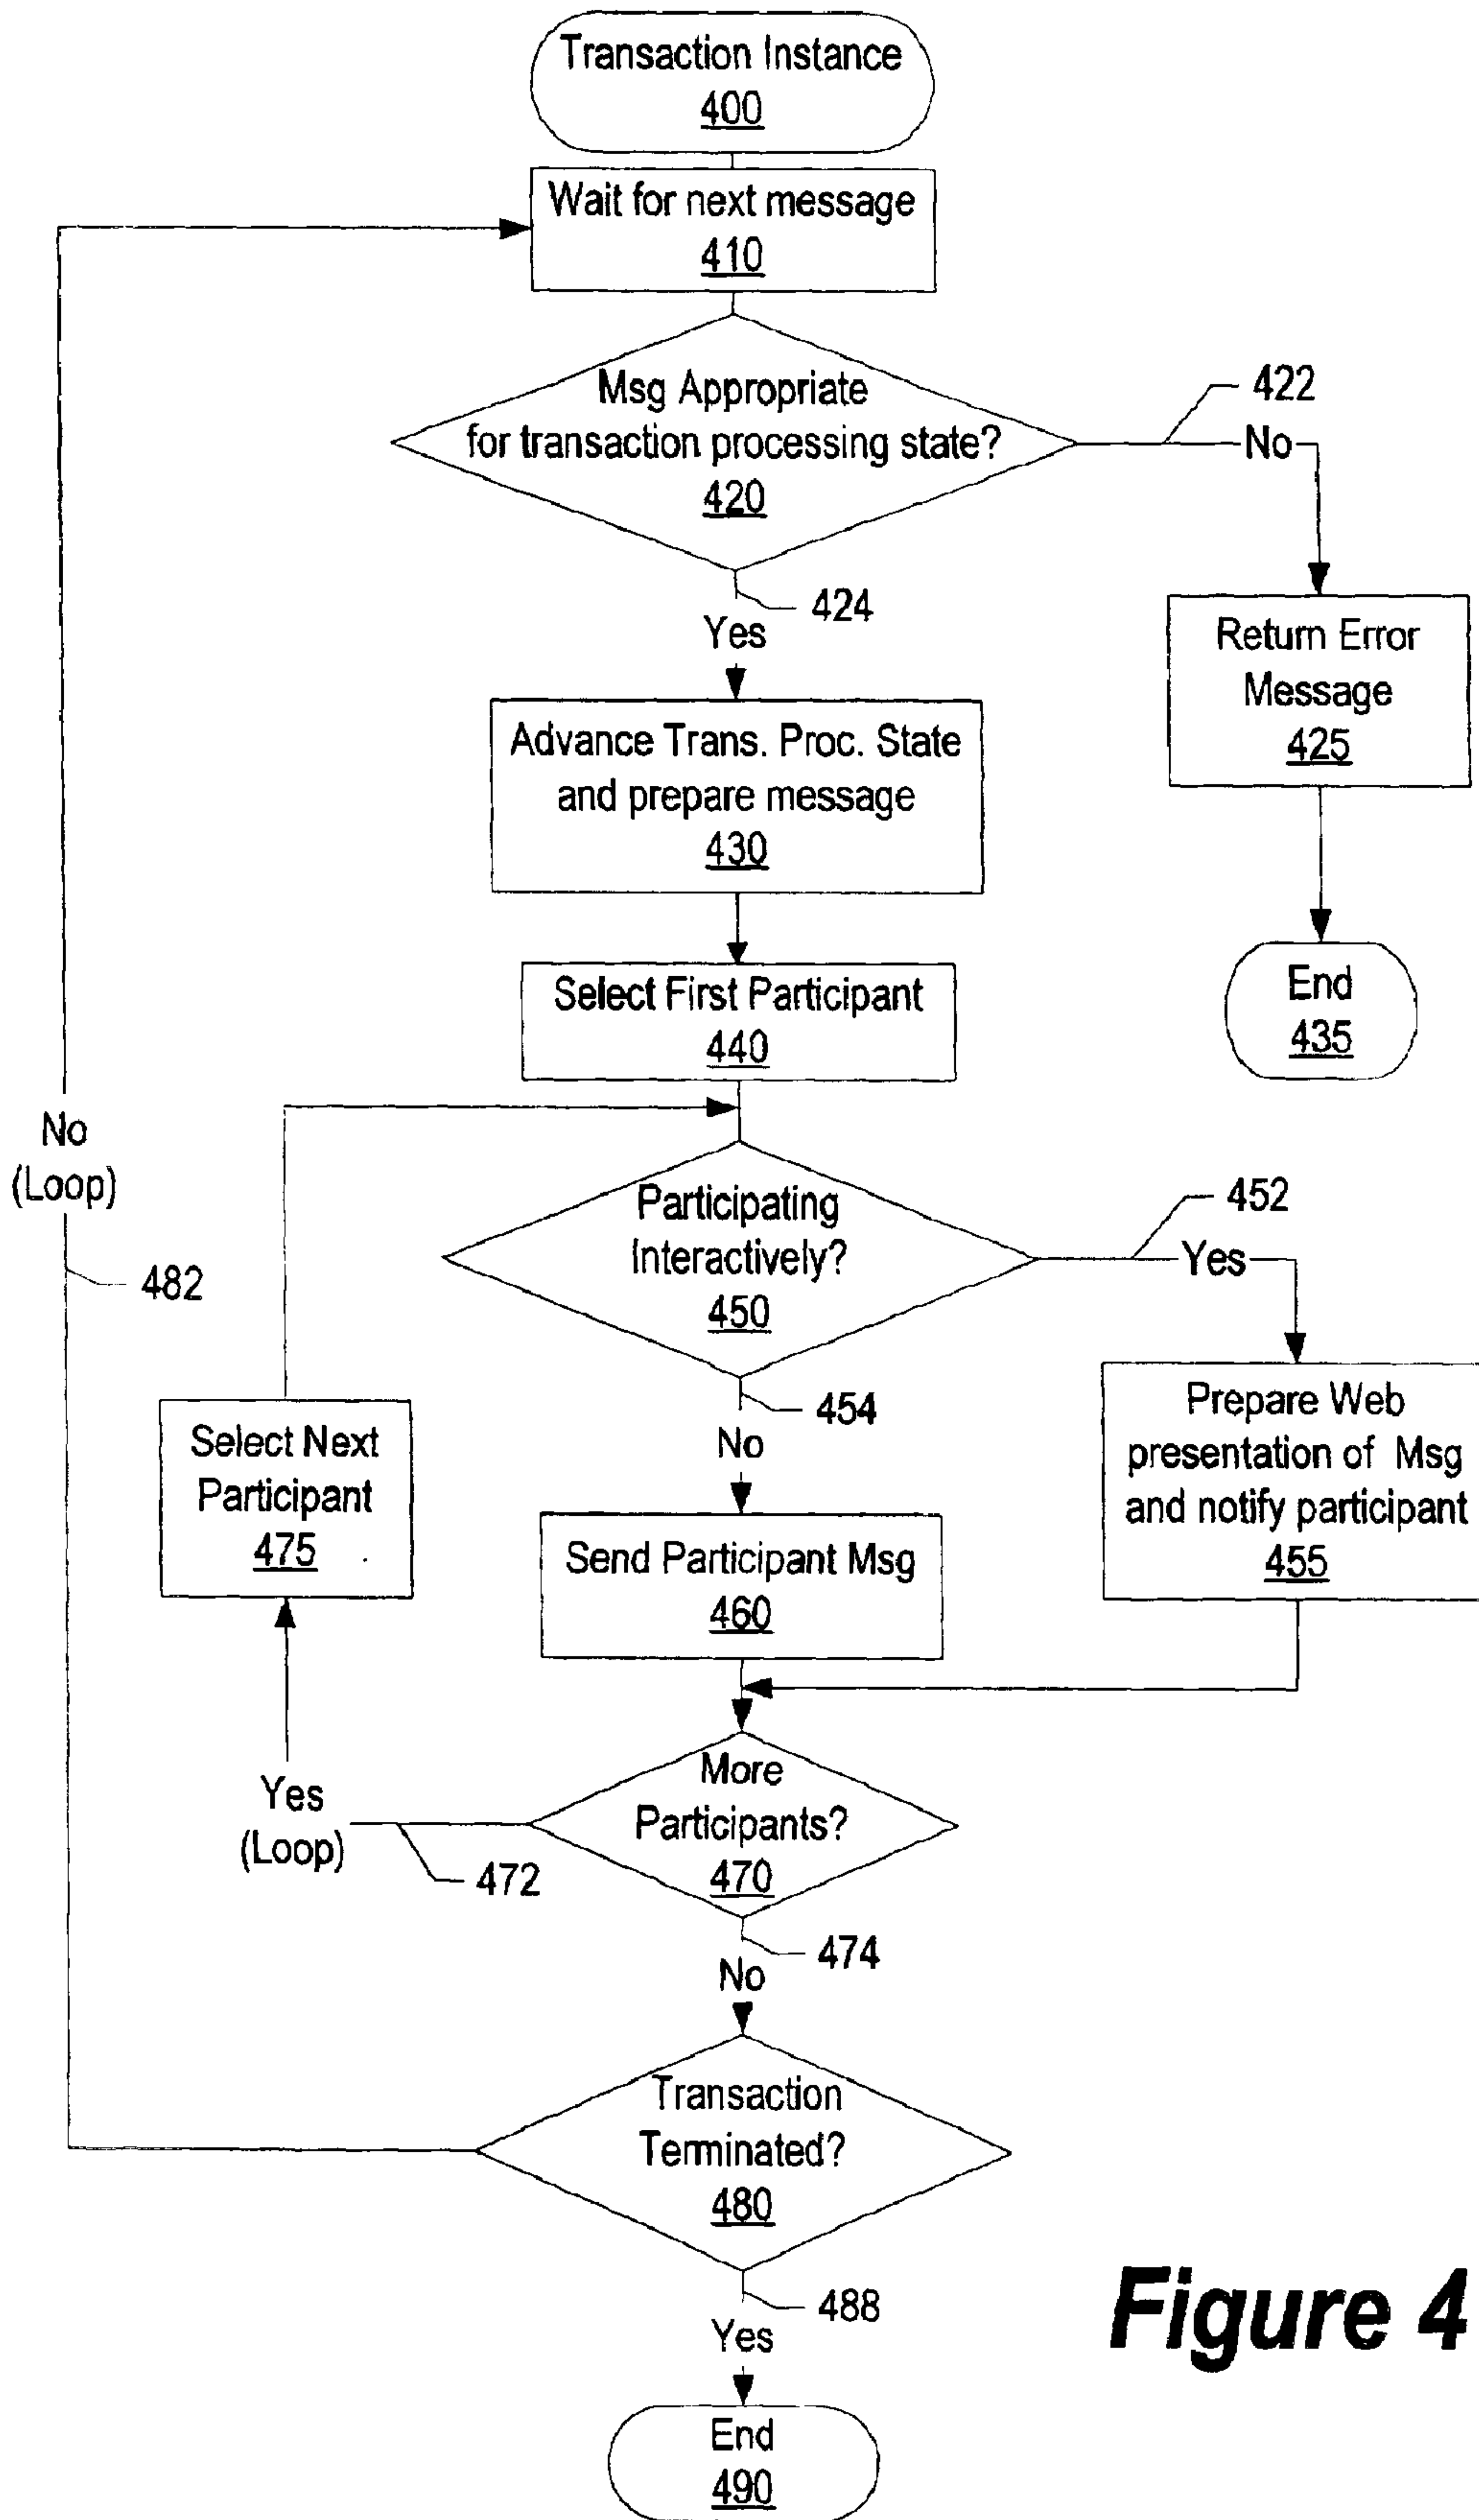 Transaction Instance
400
Wait for next message
410
Msg Appropriate
for transaction processing state?
420
422
No
424
Yes
Return Error
Message
425
Advance Trans. Proc. State
and prepare message
430
End
435
Select First Participant
440
No
(Loop)
482
Participating
Interactively?
450
452
Yes
454
No
Prepare Web
presentation of Msg
and notify participant
455
Select Next
Participant
475
Send Participant Msg
460
More
Participants?
470
Yes
(Loop)
472
474
No
Transaction
Terminated?
480
488
Yes
Figure 4
End
490